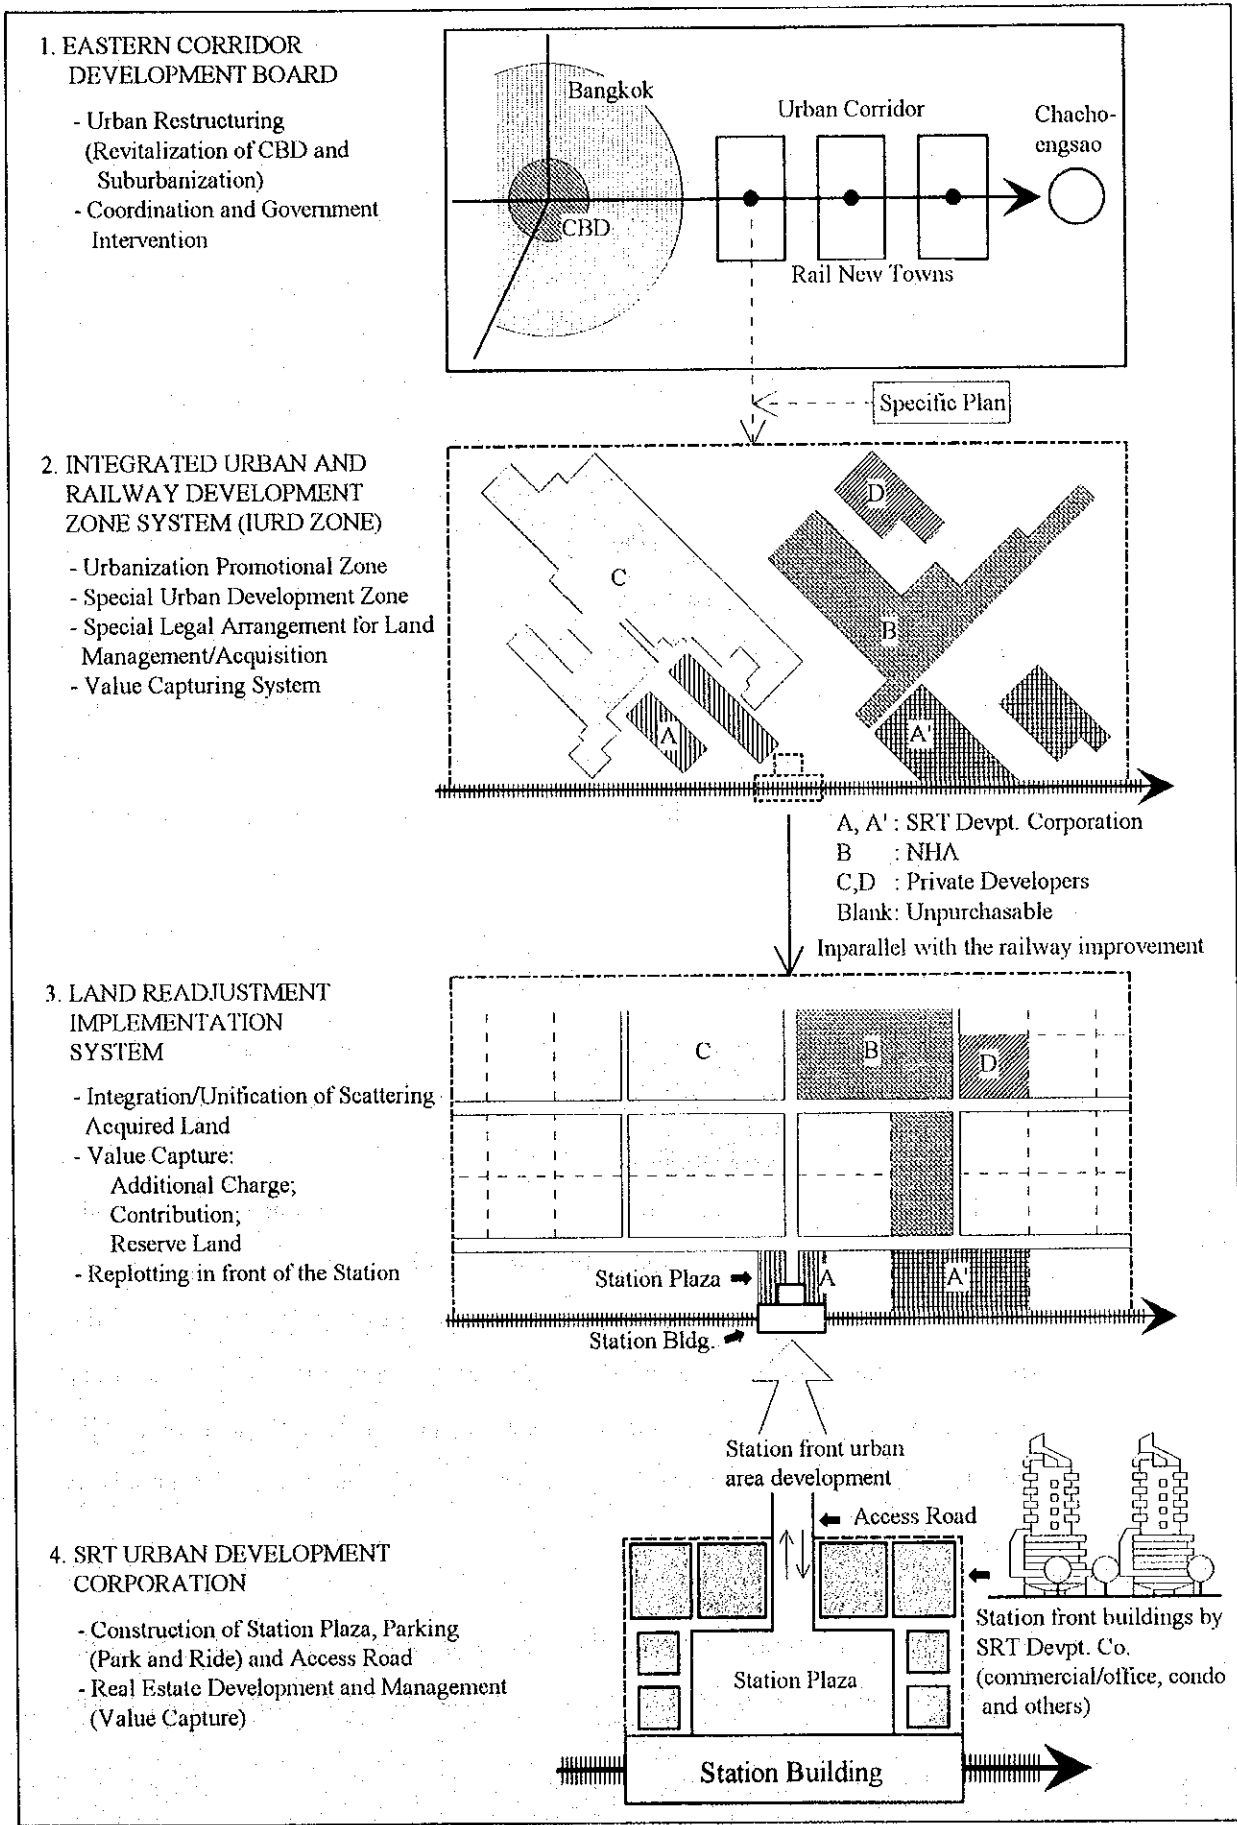 1. EASTERN CORRIDOR
DEVELOPMENT BOARD
- Urban Restructuring
(Revitalization of CBD and
Suburbanization)
- Coordination and Government
Intervention
Bangkok
CBD
Urban Corridor
Rail New Towns
Chacho-
engsao
Specific Plan
2. INTEGRATED URBAN AND
RAILWAY DEVELOPMENT
ZONE SYSTEM (IURD ZONE)
- Urbanization Promotional Zone
- Special Urban Development Zone
- Special Legal Arrangement for Land
Management/Acquisition
- Value Capturing System
D
C
B
A
A'
A, A' : SRT Devpt. Corporation
B : NHA
C,D : Private Developers
Blank: Unpurchasable
Inparallel with the railway improvement
3. LAND READJUSTMENT
IMPLEMENTATION
SYSTEM
- Integration/Unification of Scattering
Acquired Land
- Value Capture:
Additional Charge;
Contribution;
Reserve Land
- Replotting in front of the Station
C
B
D
Station Plaza
A
A'
Station Bldg.
Station front urban
area development
Access Road
4. SRT URBAN DEVELOPMENT
CORPORATION
- Construction of Station Plaza, Parking
(Park and Ride) and Access Road
- Real Estate Development and Management
(Value Capture)
Station front buildings by
SRT Devpt. Co.
(commercial/office, condo
and others)
Station Plaza
Station Building